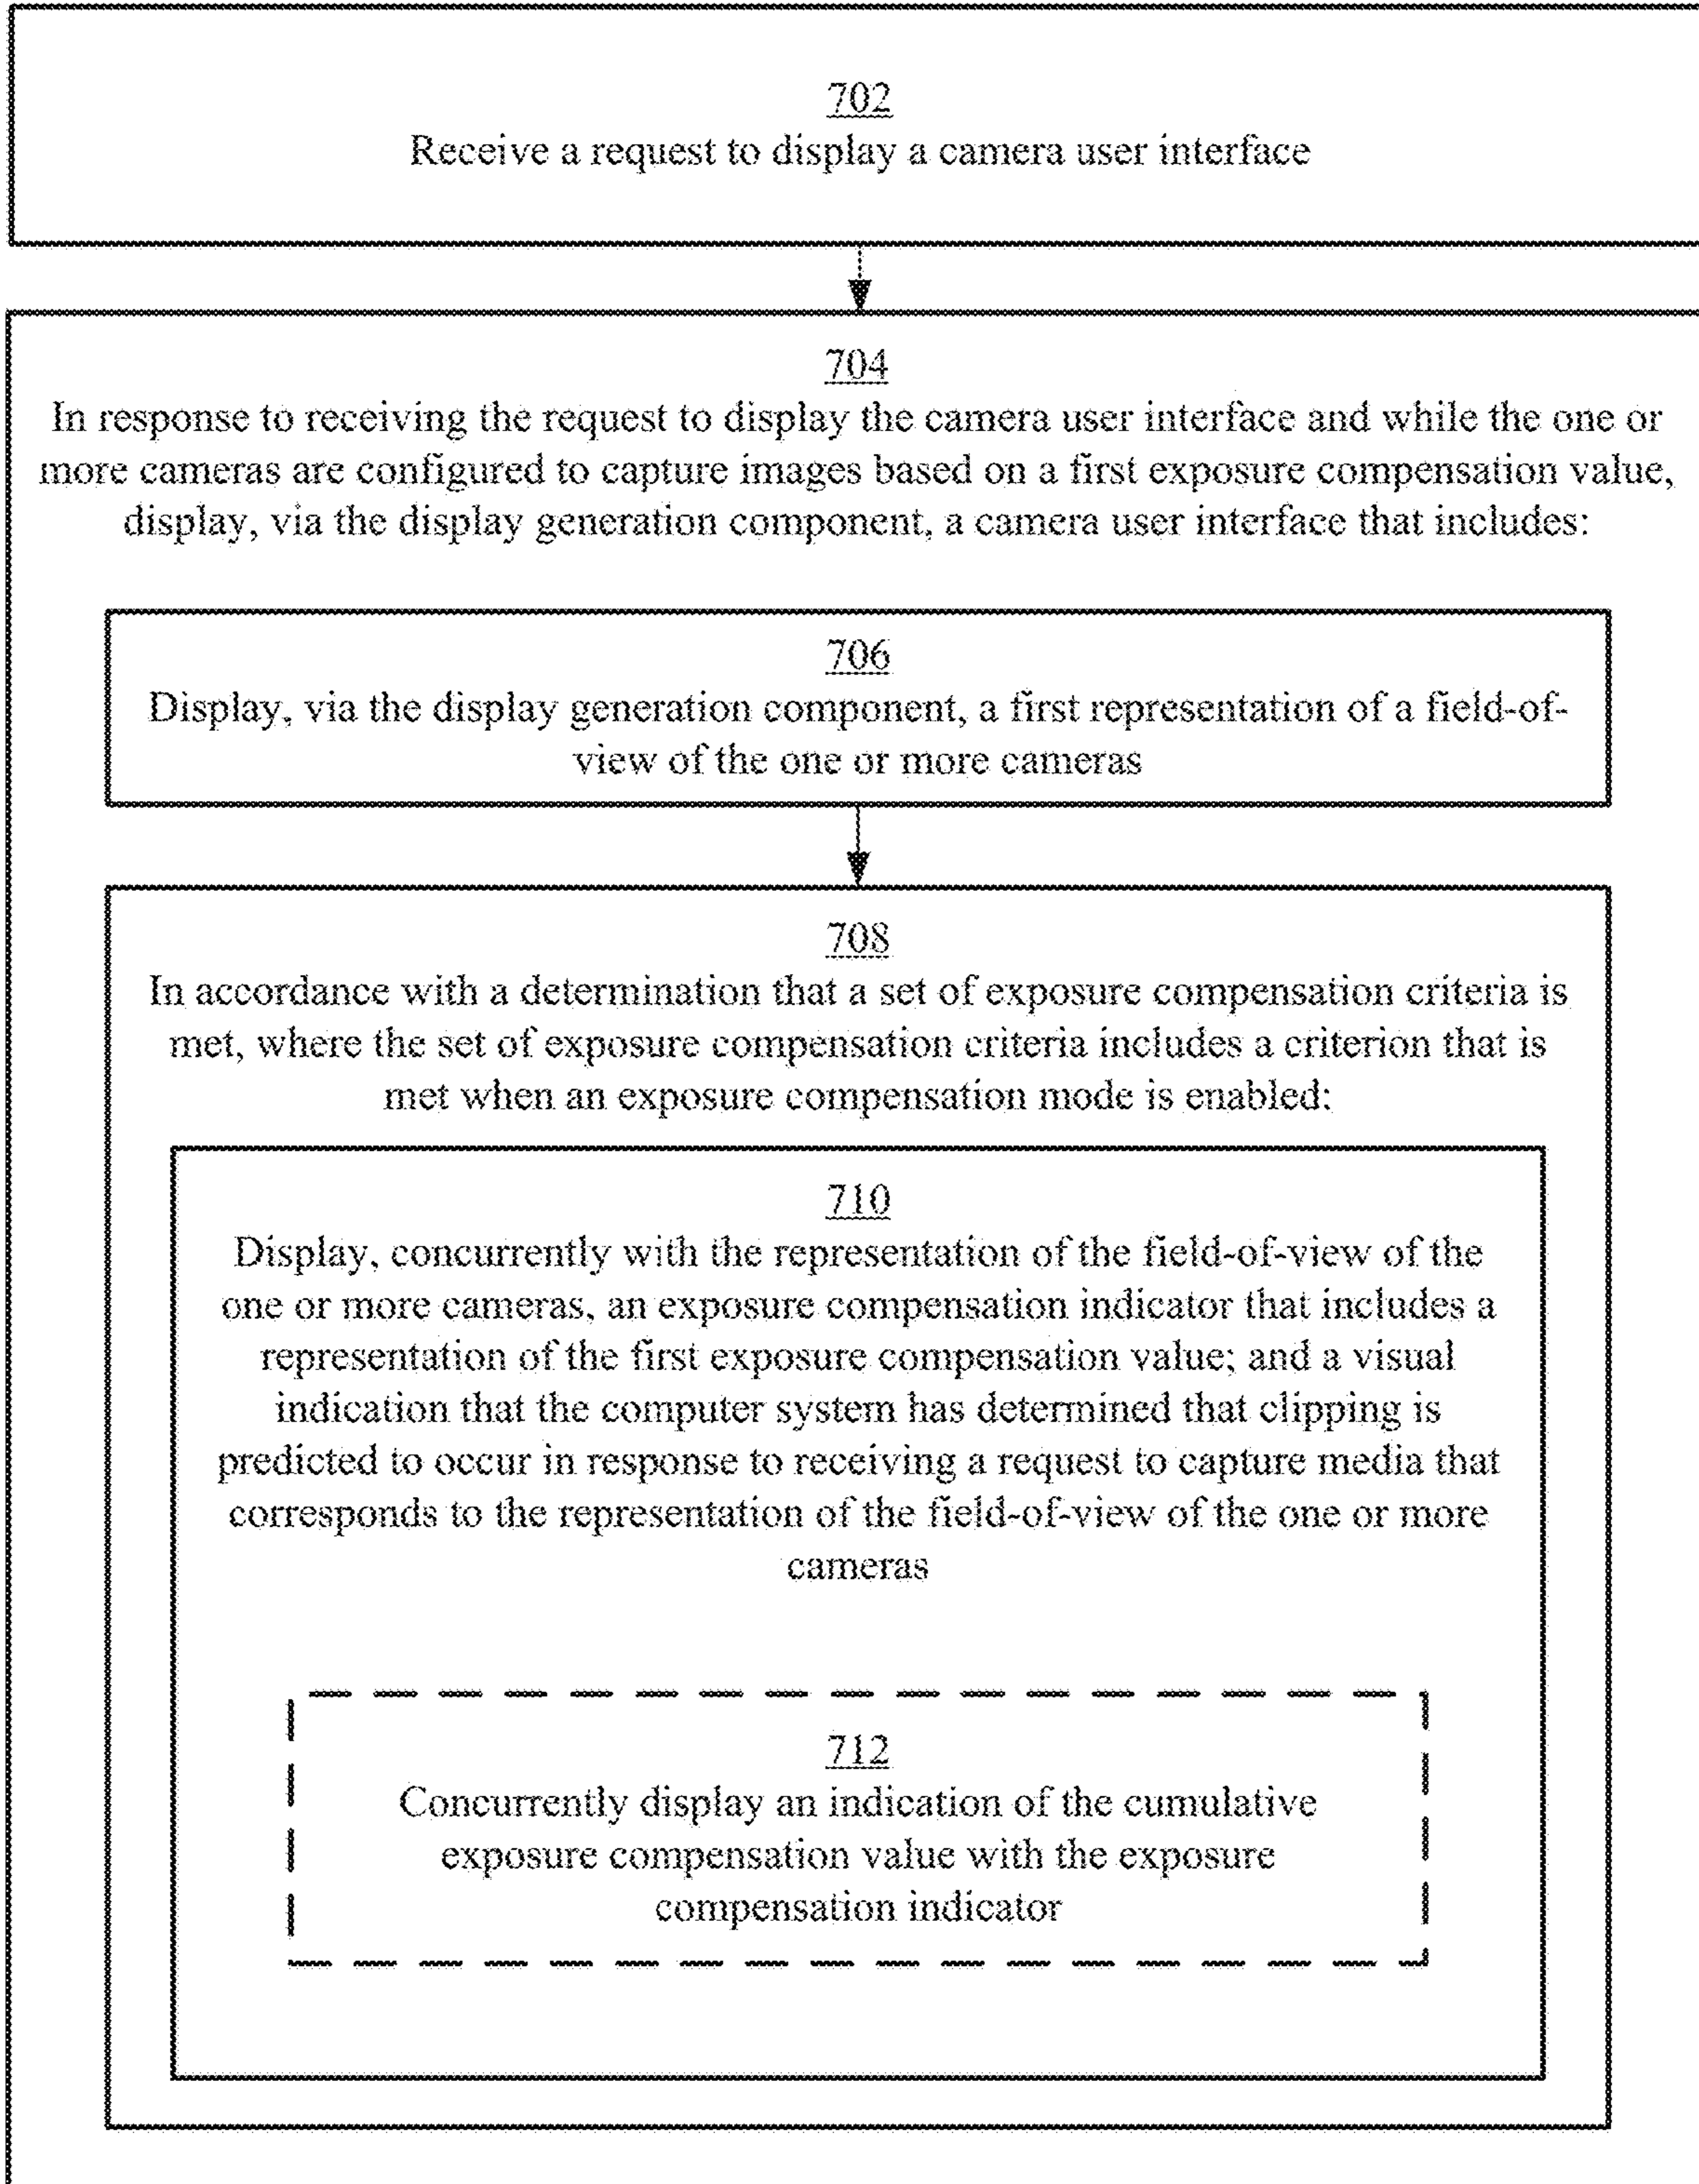 702
Receive a request to display a camera user interface
704
In response to receiving the request to display the camera user interface and while the one or
more cameras are configured to capture images based on a first exposure compensation value,
display, via the display generation component, a camera user interface that includes:
706
Display, via the display generation component, a first representation of a field-of-
view of the one or more cameras
708
In accordance with a determination that a set of exposure compensation criteria is
met, where the set of exposure compensation criteria includes a criterion that is
met when an exposure compensation mode is enabled:
710
Display, concurrently with the representation of the field-of-view of the
one or more cameras, an exposure compensation indicator that includes a
representation of the first exposure compensation value; and a visual
indication that the computer system has determined that clipping is
predicted to occur in response to receiving a request to capture media that
corresponds to the representation of the field-of-view of the one or more
cameras
712
Concurrently display an indication of the cumulative
exposure compensation value with the exposure
compensation indicator